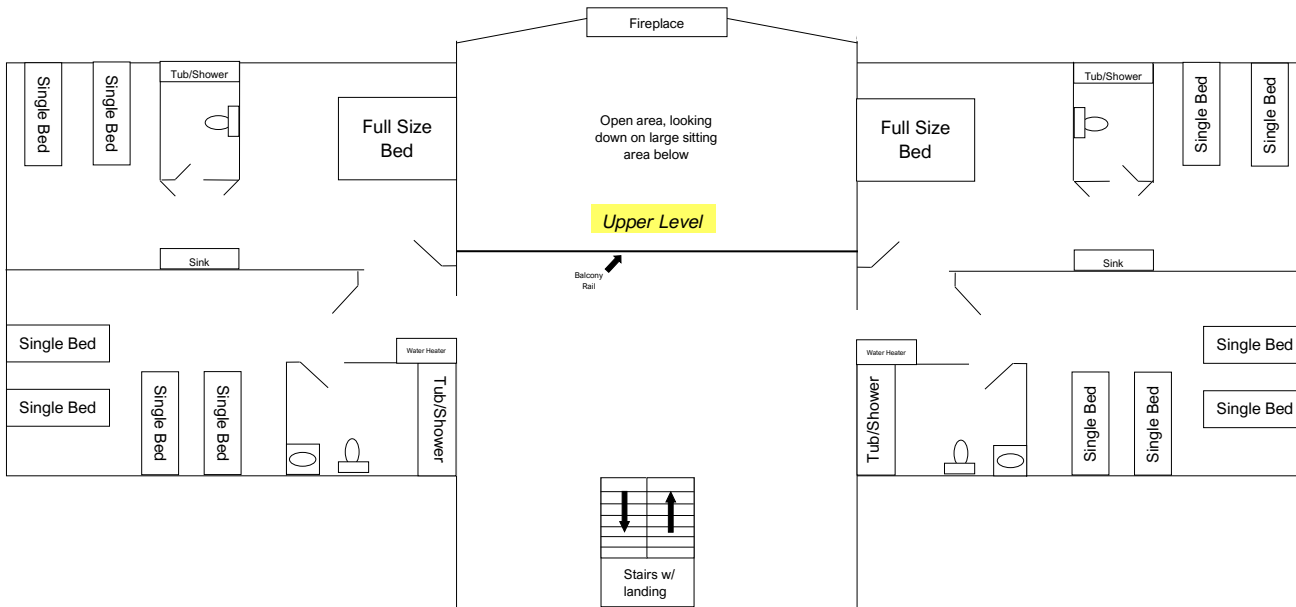 Fireplace
Tub/Shower
Tub/Shower
Single Bed
Single Bed
Single Bed
Single Bed
Full Size
Bed
Open area, looking
down on large sitting
area below
Full Size
Bed
Upper Level
Sink
Balcony
Rail
Sink
Single Bed
Water Heater
Water Heater
Single Bed
Single Bed
Single Bed
Single Bed
Tub/Shower
Tub/Shower
Single Bed
Single Bed
Single Bed
Stairs w/
landing